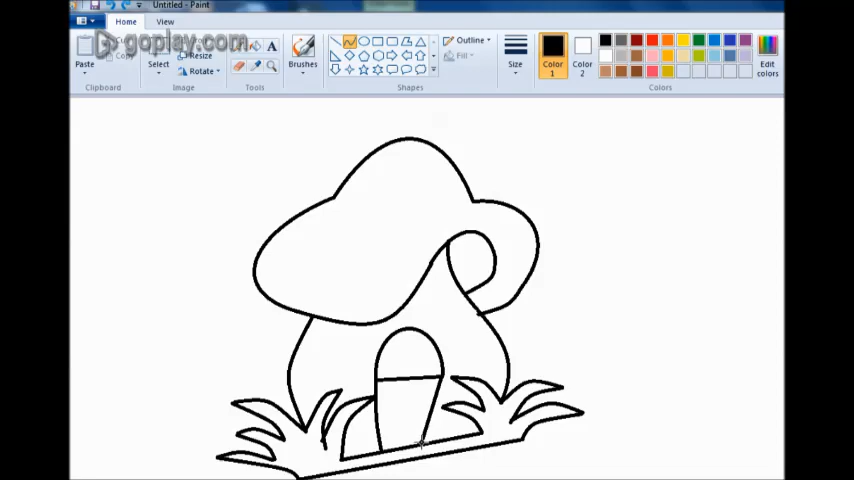 Untitled - Paint
Home View
goplay.com
Paste
Copy
Select
Resize
Rotate
Brushes
Outline
Fill
Size
Color 1
Color 2
Edit colors
Clipboard Image Tools Shapes Colors